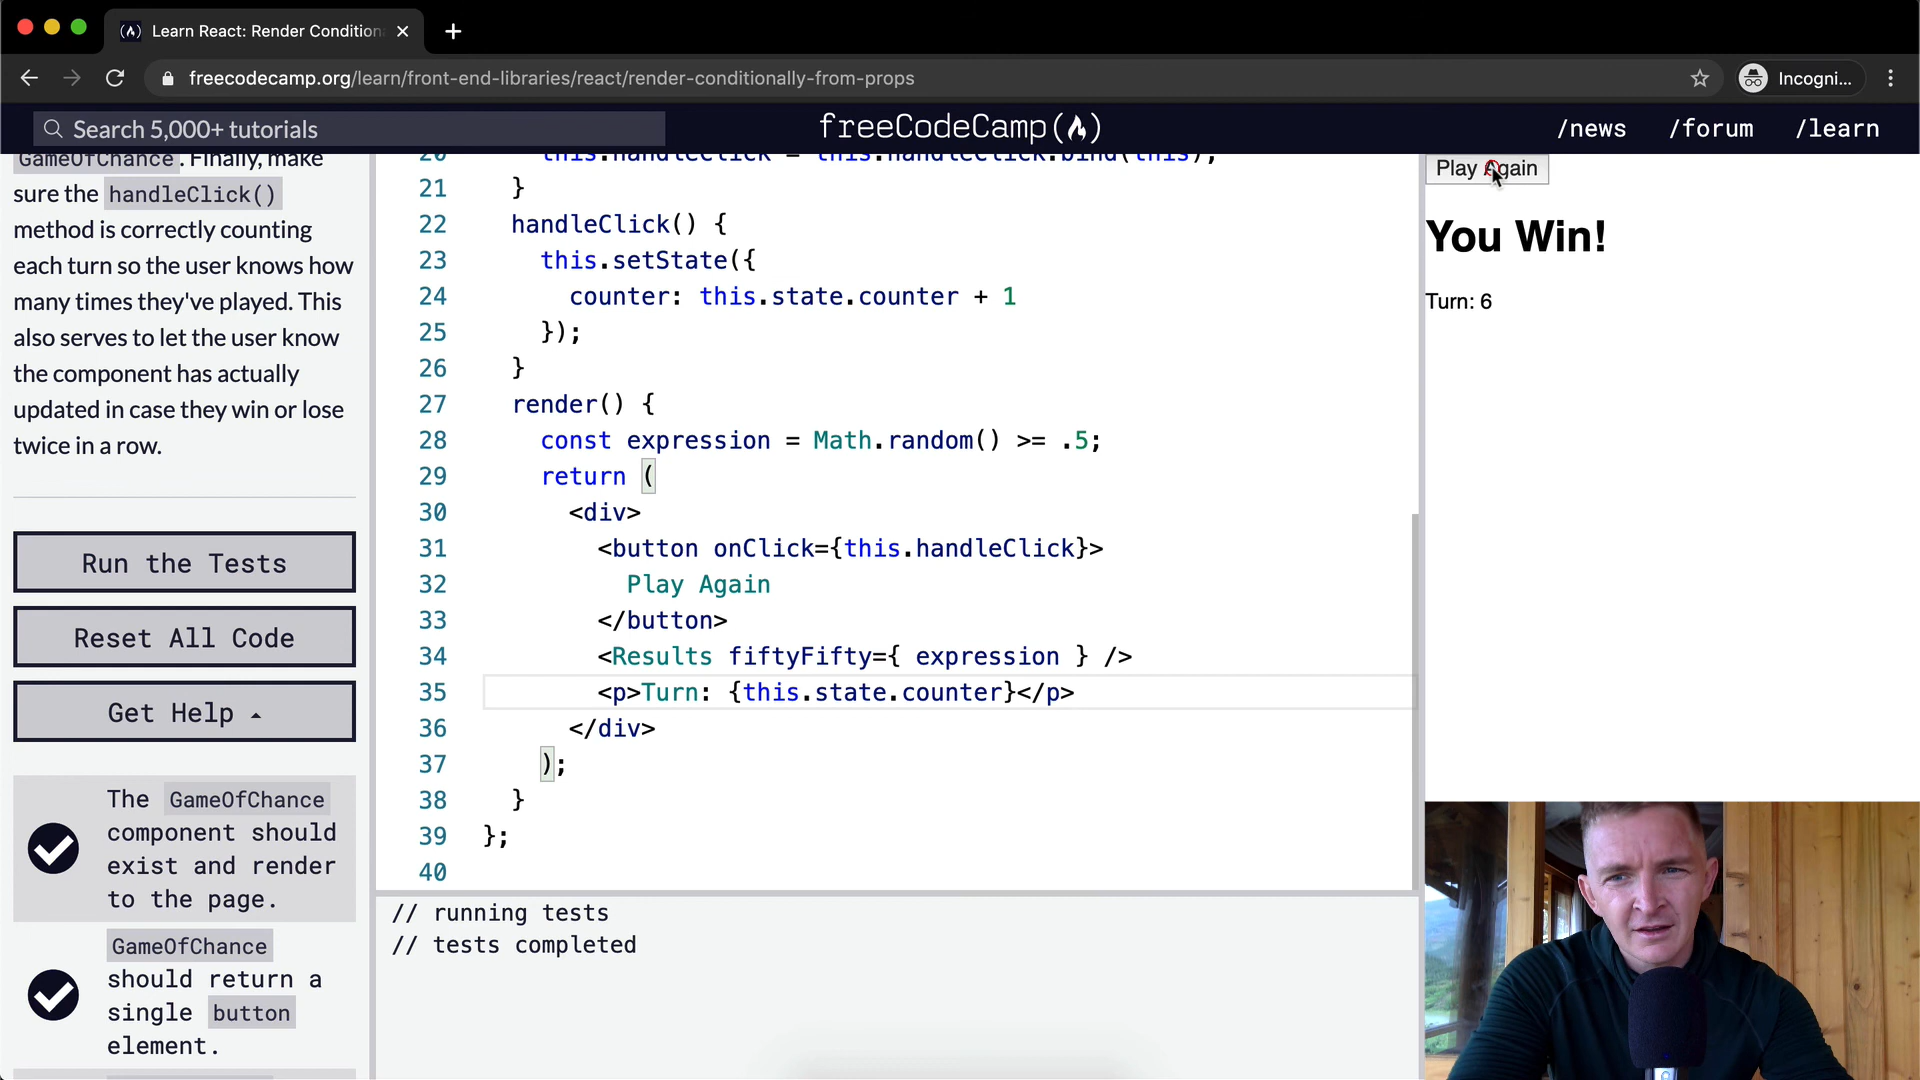 Learn React: Render Condition
freecodecamp.org/learn/front-end-libraries/react/render-conditionally-from-props
Incogni...
Search 5,000+ tutorials
freeCodeCamp
/news /forum /learn
GameOfChance. Finally, make
sure the handleClick()
method is correctly counting
each turn so the user knows how
many times they've played. This
also serves to let the user know
the component has actually
updated in case they win or lose
twice in a row.
Run the Tests
Reset All Code
Get Help
The GameOfChance
component should
exist and render
to the page.
GameOfChance
should return a
single button
element.
20 this.handleClick = this.handleClick.bind(this);
21 }
22 handleClick() {
23 this.setState({
24 counter: this.state.counter + 1
25 });
26 }
27 render() {
28 const expression = Math.random() >= .5;
29 return (
30 <div>
31 <button onClick={this.handleClick}>
32 Play Again
33 </button>
34 <Results fiftyFifty={ expression } />
35 <p>Turn: {this.state.counter}</p>
36 </div>
37 );
38 }
39 };
40
// running tests
// tests completed
Play Again
You Win!
Turn: 6